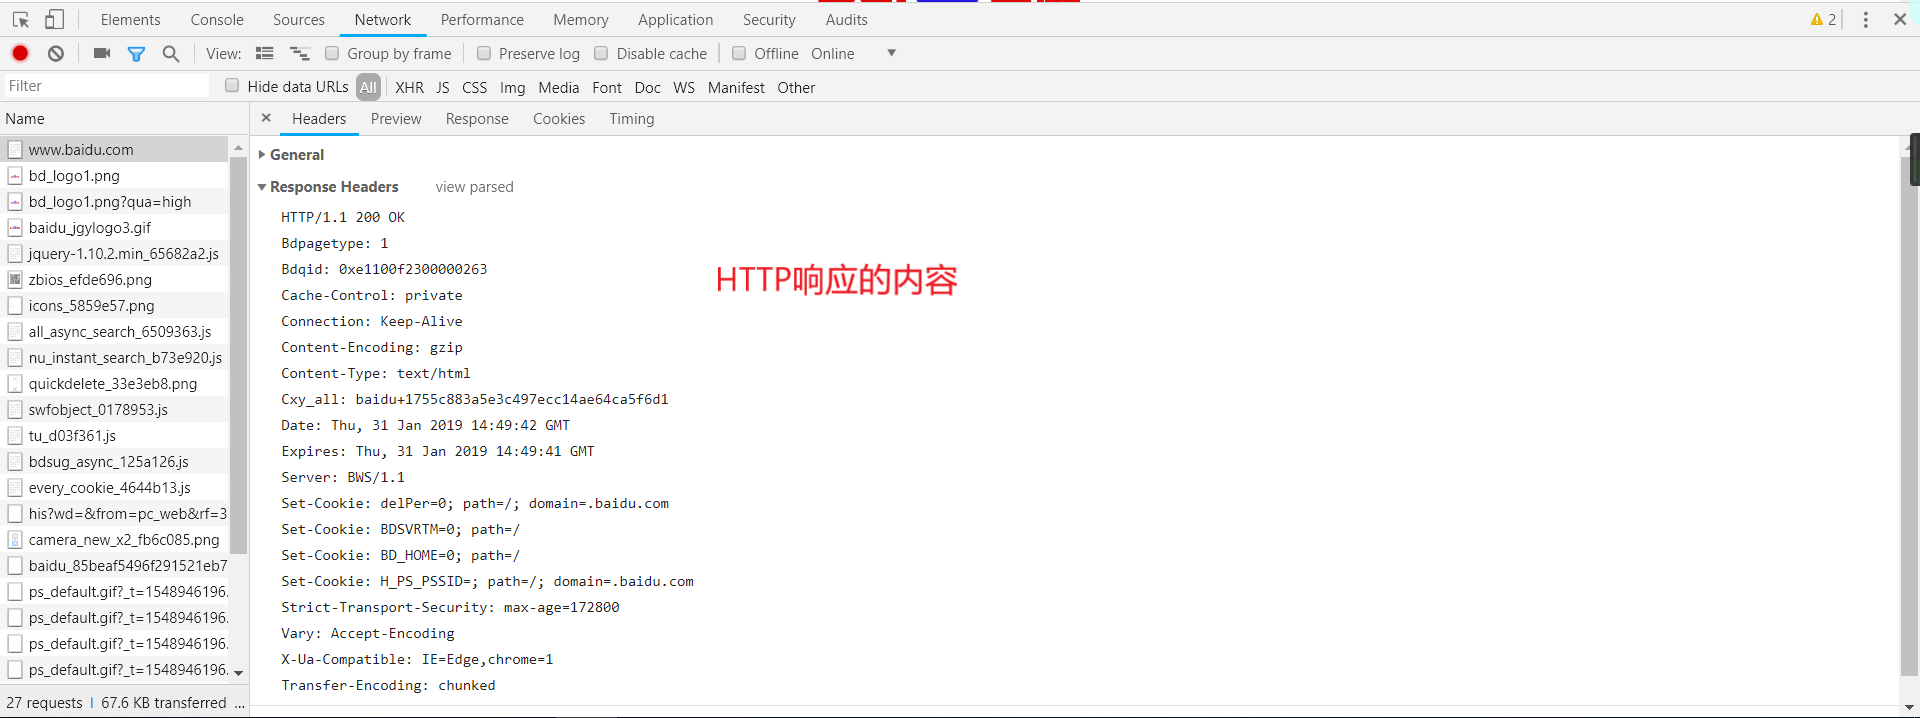 Elements Console Sources Network Performance Memory Application Security Audits 2
View: Group by frame Preserve log Disable cache Offline Online
Filter Hide data URLs All XHR JS CSS Img Media Font Doc WS Manifest Other
Name
www.baidu.com
bd_logo1.png
bd_logo1.png?qua=high
baidu_jgylogo3.gif
jquery-1.10.2.min_65682a2.js
zbios_efde696.png
icons_5859e57.png
all_async_search_6509363.js
nu_instant_search_b73e920.js
quickdelete_33e3eb8.png
swfobject_0178953.js
tu_d03f361.js
bdsug_async_125a126.js
every_cookie_4644b13.js
his?wd=&from=pc_web&rf=3
camera_new_x2_fb6c085.png
baidu_85beaf5496f291521eb7
ps_default.gif?_t=1548946196.
ps_default.gif?_t=1548946196.
ps_default.gif?_t=1548946196.
ps_default.gif?_t=1548946196.
27 requests | 67.6 KB transferred ...
× Headers Preview Response Cookies Timing
General
Response Headers view parsed
HTTP/1.1 200 OK
Bdpagetype: 1
Bdqid: 0xe1100f2300000263
Cache-Control: private
Connection: Keep-Alive
Content-Encoding: gzip
Content-Type: text/html
Cxy_all: baidu+1755c883a5e3c497ecc14ae64ca5f6d1
Date: Thu, 31 Jan 2019 14:49:42 GMT
Expires: Thu, 31 Jan 2019 14:49:41 GMT
Server: BWS/1.1
Set-Cookie: delPer=0; path=/; domain=.baidu.com
Set-Cookie: BDSVRTM=0; path=/
Set-Cookie: BD_HOME=0; path=/
Set-Cookie: H_PS_PSSID=; path=/; domain=.baidu.com
Strict-Transport-Security: max-age=172800
Vary: Accept-Encoding
X-Ua-Compatible: IE=Edge,chrome=1
Transfer-Encoding: chunked
HTTP响应的内容